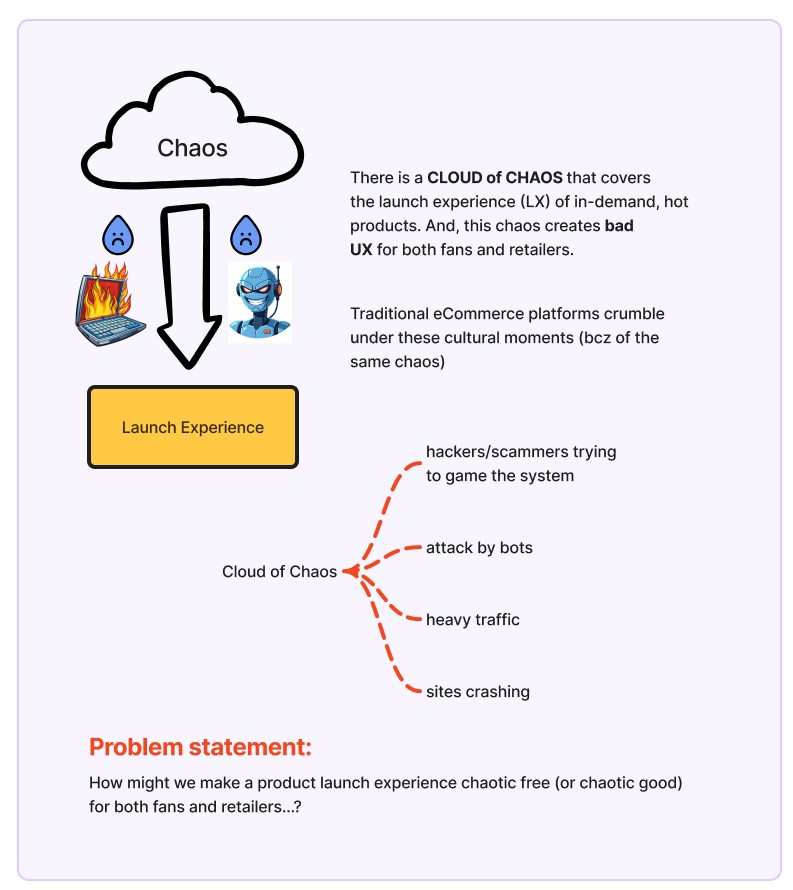 Chaos
There is a CLOUD of CHAOS that covers
the launch experience (LX) of in-demand, hot
products. And, this chaos creates bad
UX for both fans and retailers.
Traditional eCommerce platforms crumble
under these cultural moments (bcz of the
same chaos)
Launch Experience
hackers/scammers trying
to game the system
attack by bots
Cloud of Chaos
heavy traffic
sites crashing
Problem statement:
How might we make a product launch experience chaotic free (or chaotic good)
for both fans and retailers...?